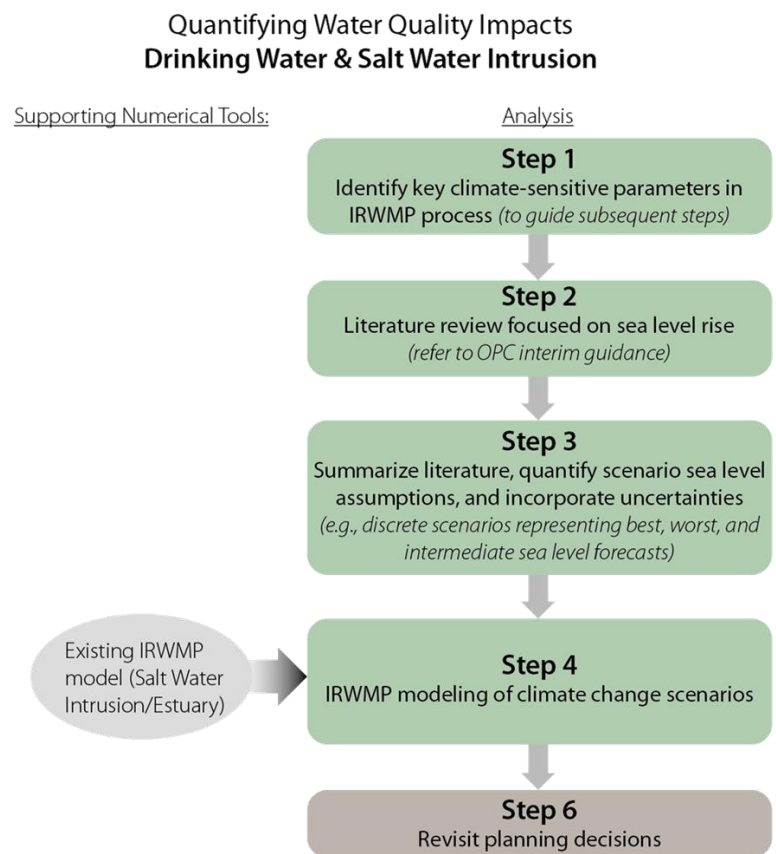 Quantifying Water Quality Impacts
Drinking Water & Salt Water Intrusion
Supporting Numerical Tools:
Analysis
Step 1
Identify key climate-sensitive parameters in
IRWMP process (to guide subsequent steps)
Step 2
Literature review focused on sea level rise
(refer to OPC interim guidance)
Step 3
Summarize literature, quantify scenario sea level
assumptions, and incorporate uncertainties
(e.g., discrete scenarios representing best, worst, and
intermediate sea level forecasts)
Existing IRWMP
model (Salt Water
Intrusion/Estuary)
Step 4
IRWMP modeling of climate change scenarios
Step 6
Revisit planning decisions